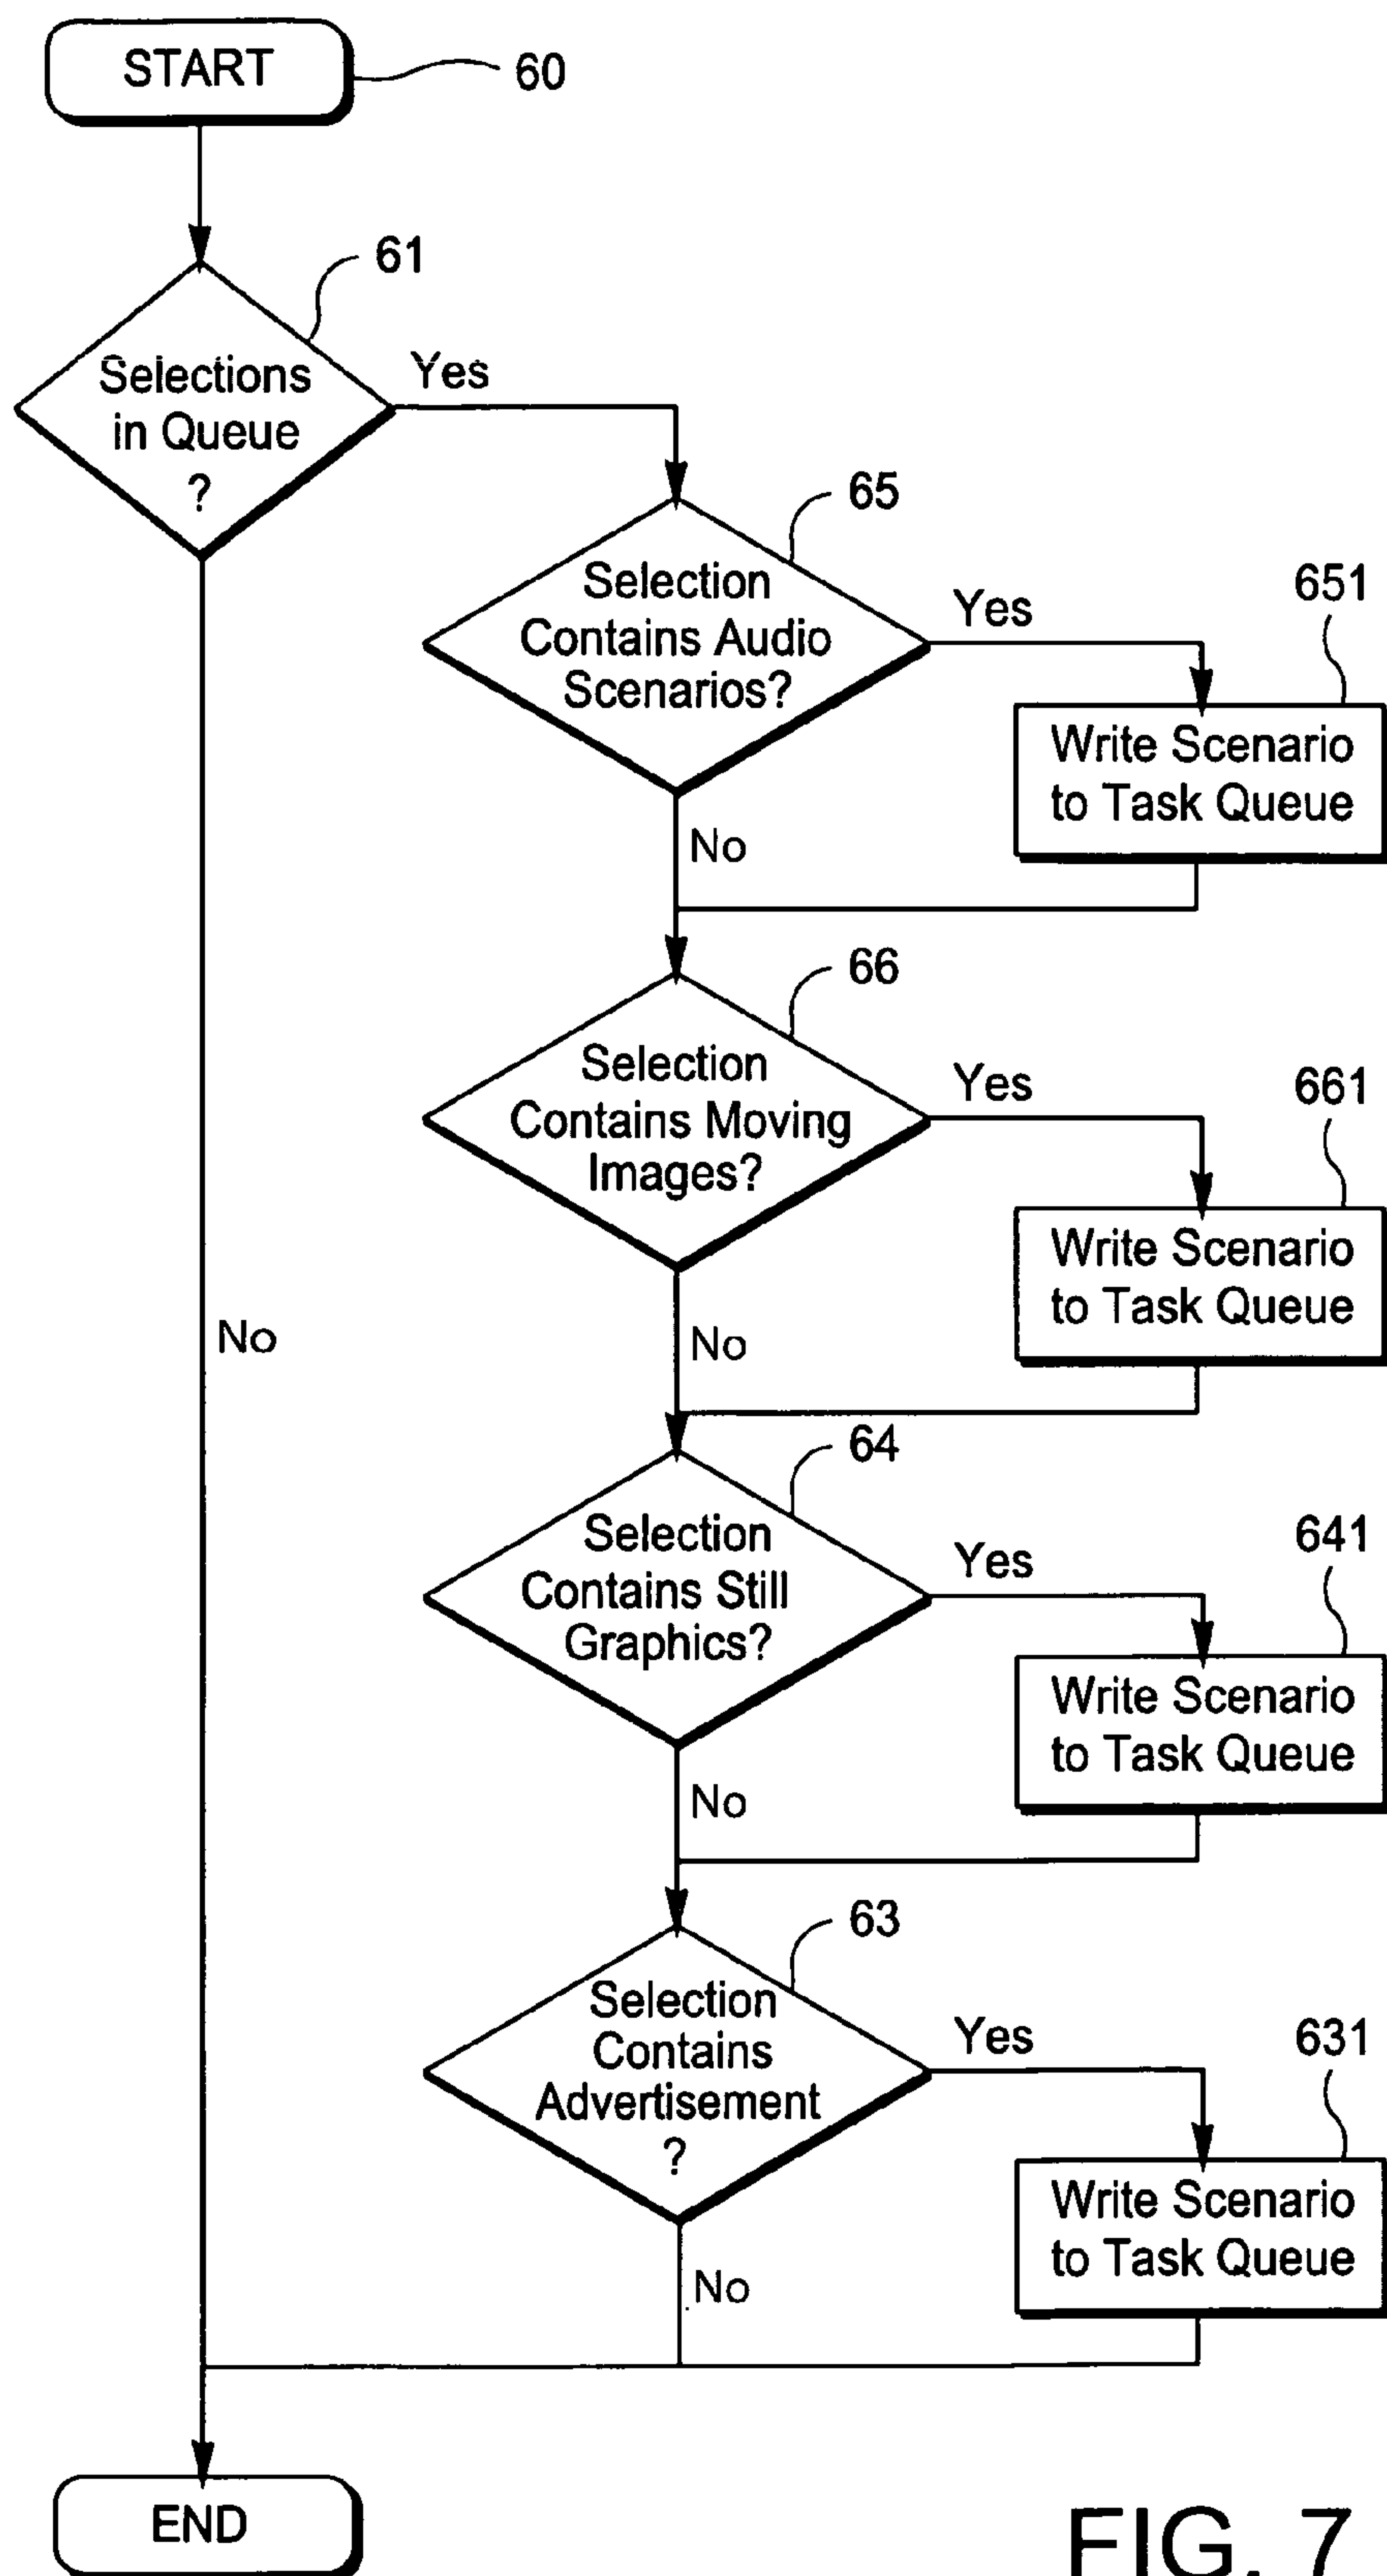 START
60
61
Selections
in Queue
?
Yes
65
Selection
Contains Audio
Scenarios?
Yes
651
Write Scenario
to Task Queue
No
66
Selection
Contains Moving
Images?
Yes
661
Write Scenario
to Task Queue
No
No
64
Selection
Contains Still
Graphics?
Yes
641
Write Scenario
to Task Queue
No
63
Selection
Contains
Advertisement
?
Yes
631
Write Scenario
to Task Queue
No
END
FIG. 7